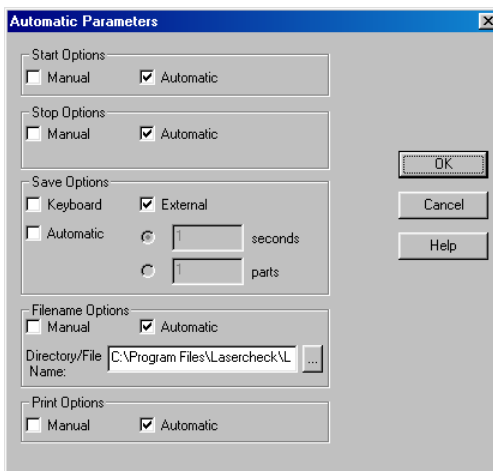 Automatic Parameters
Start Options
Manual Automatic
Stop Options
Manual Automatic
Save Options
Keyboard External
Automatic 1 seconds
1 parts
Filename Options
Manual Automatic
Directory/File Name: C:\Program Files\Lasercheck\L ...
Print Options
Manual Automatic
OK
Cancel
Help